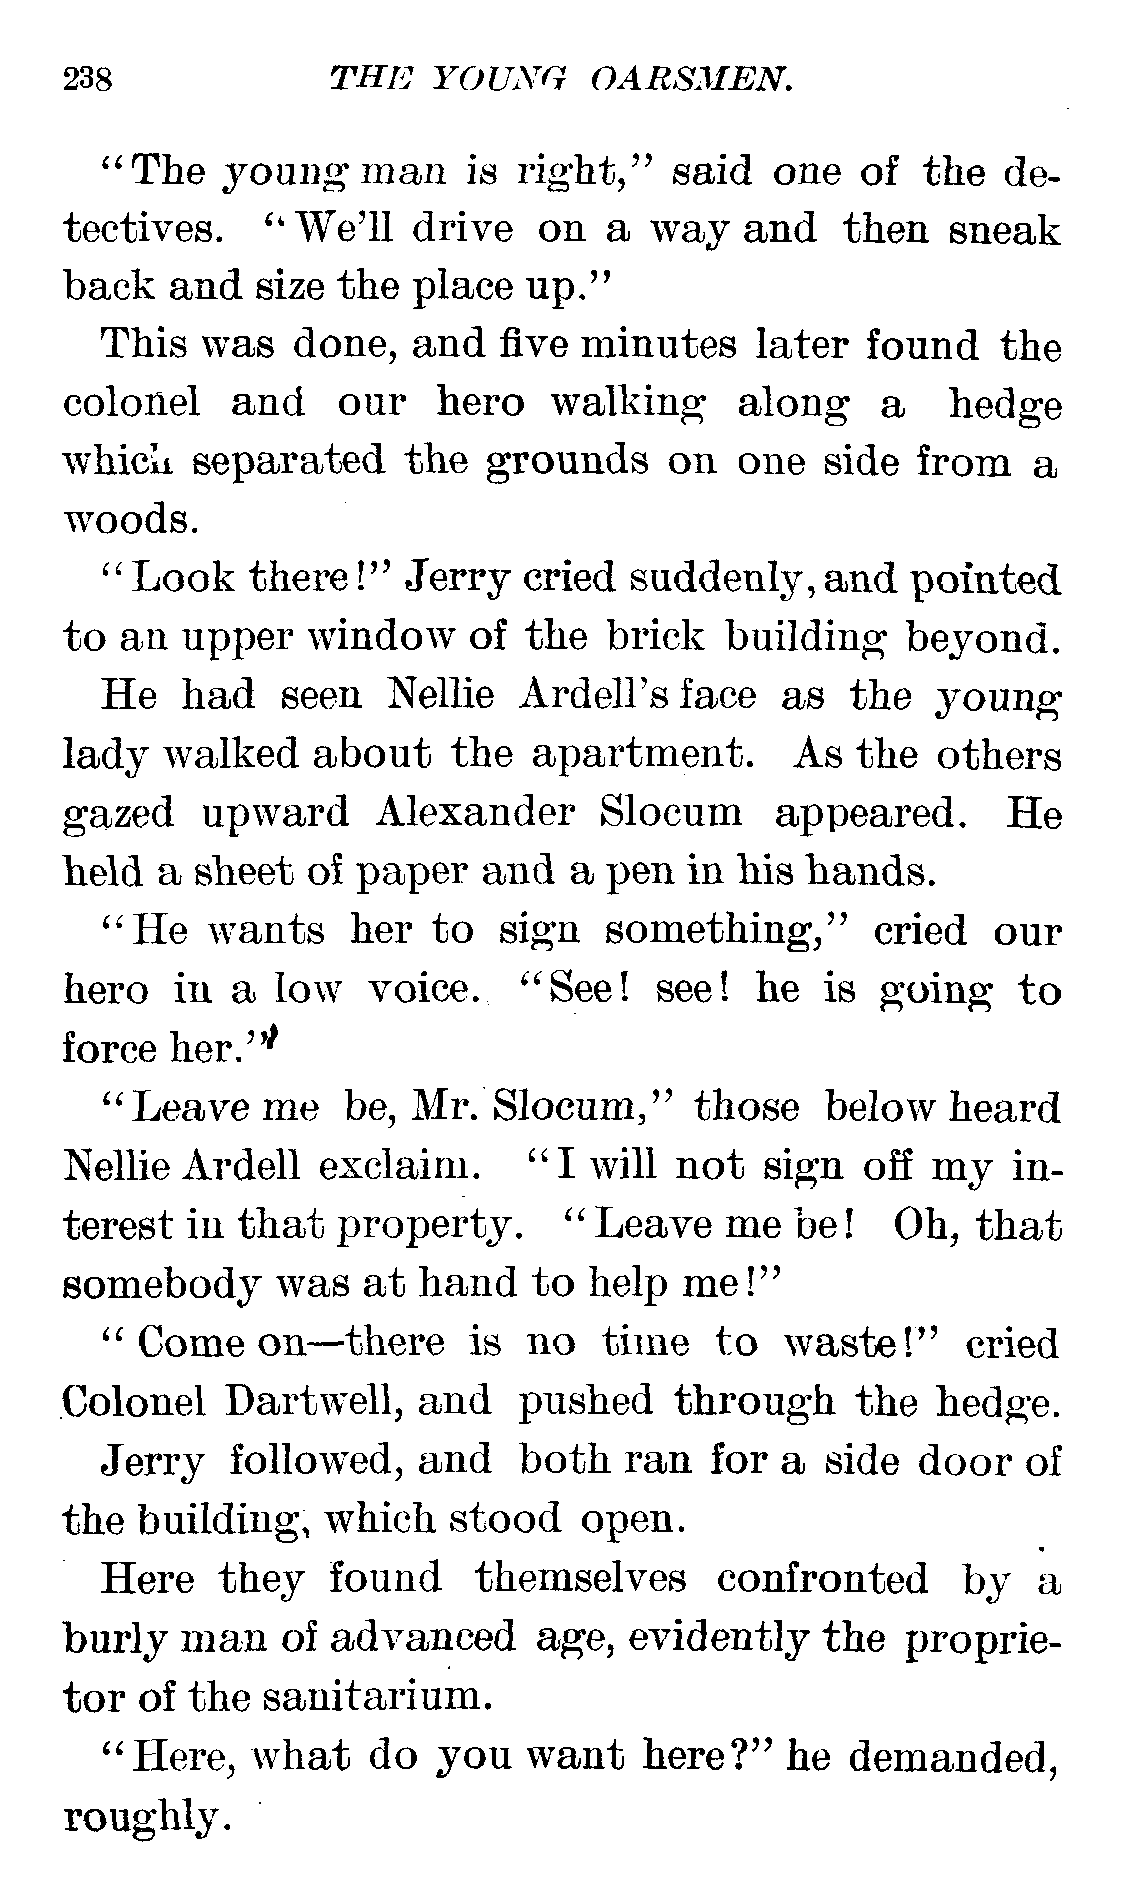 238 THE YOUNG OARSMEN.
"The young man is right," said one of the de-
tectives. "We'll drive on a way and then sneak
back and size the place up."
This was done, and five minutes later found the
colonel and our hero walking along a hedge
which separated the grounds on one side from a
woods.
"Look there!" Jerry cried suddenly, and pointed
to an upper window of the brick building beyond.
He had seen Nellie Ardell's face as the young
lady walked about the apartment. As the others
gazed upward Alexander Slocum appeared. He
held a sheet of paper and a pen in his hands.
"He wants her to sign something," cried our
hero in a low voice. "See! see! he is going to
force her."
"Leave me be, Mr. Slocum," those below heard
Nellie Ardell exclaim. "I will not sign off my in-
terest in that property. "Leave me be! Oh, that
somebody was at hand to help me!"
"Come on—there is no time to waste!" cried
Colonel Dartwell, and pushed through the hedge.
Jerry followed, and both ran for a side door of
the building, which stood open.
Here they found themselves confronted by a
burly man of advanced age, evidently the proprie-
tor of the sanitarium.
"Here, what do you want here?" he demanded,
roughly.